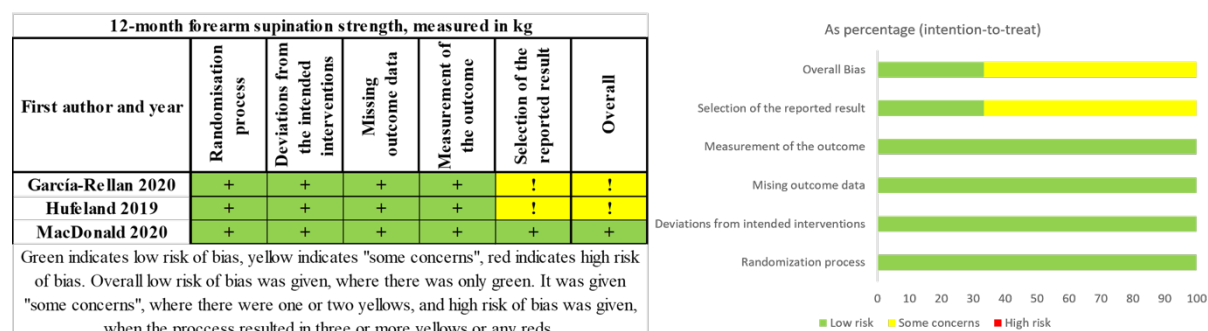 12-month forearm supination strength, measured in kg
First author and year
Randomisation
process
Deviations from
the intended
interventions
Missing
outcome data
Measurement of
the outcome
Selection of the
reported result
Overall
García-Rellan 2020 + + + + ! !
Hufeland 2019 + + + + ! !
MacDonald 2020 + + + + + +
Green indicates low risk of bias, yellow indicates "some concerns", red indicates high risk
of bias. Overall low risk of bias was given, where there was only green. It was given
"some concerns", where there were one or two yellows, and high risk of bias was given,
when the proccess resulted in three or more yellows or any reds
As percentage (intention-to-treat)
Overall Bias
Selection of the reported result
Measurement of the outcome
Mising outcome data
Deviations from intended interventions
Randomization process
0 10 20 30 40 50 60 70 80 90 100
Low risk Some concerns High risk